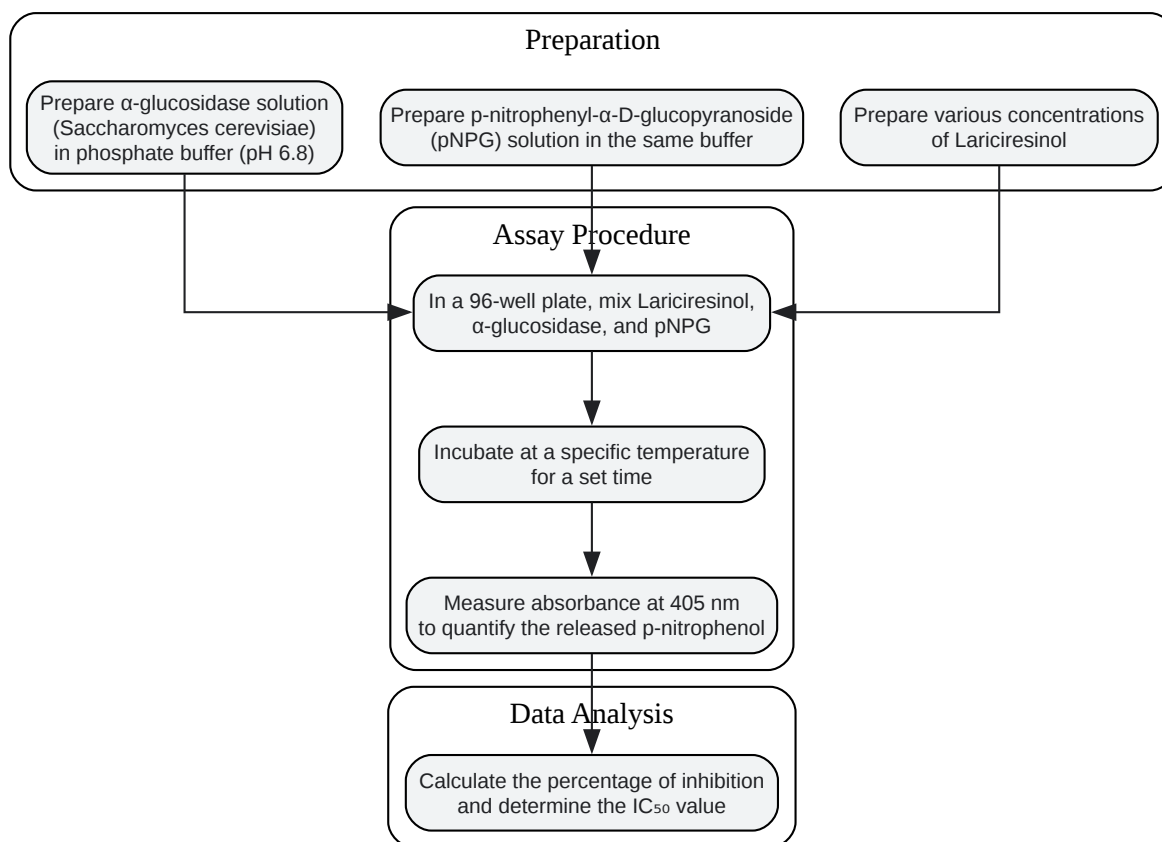 Preparation
Prepare α-glucosidase solution
(Saccharomyces cerevisiae)
in phosphate buffer (pH 6.8)
Prepare p-nitrophenyl-α-D-glucopyranoside
(pNPG) solution in the same buffer
Prepare various concentrations
of Lariciresinol
Assay Procedure
In a 96-well plate, mix Lariciresinol,
α-glucosidase, and pNPG
Incubate at a specific temperature
for a set time
Measure absorbance at 405 nm
to quantify the released p-nitrophenol
Data Analysis
Calculate the percentage of inhibition
and determine the IC₅₀ value